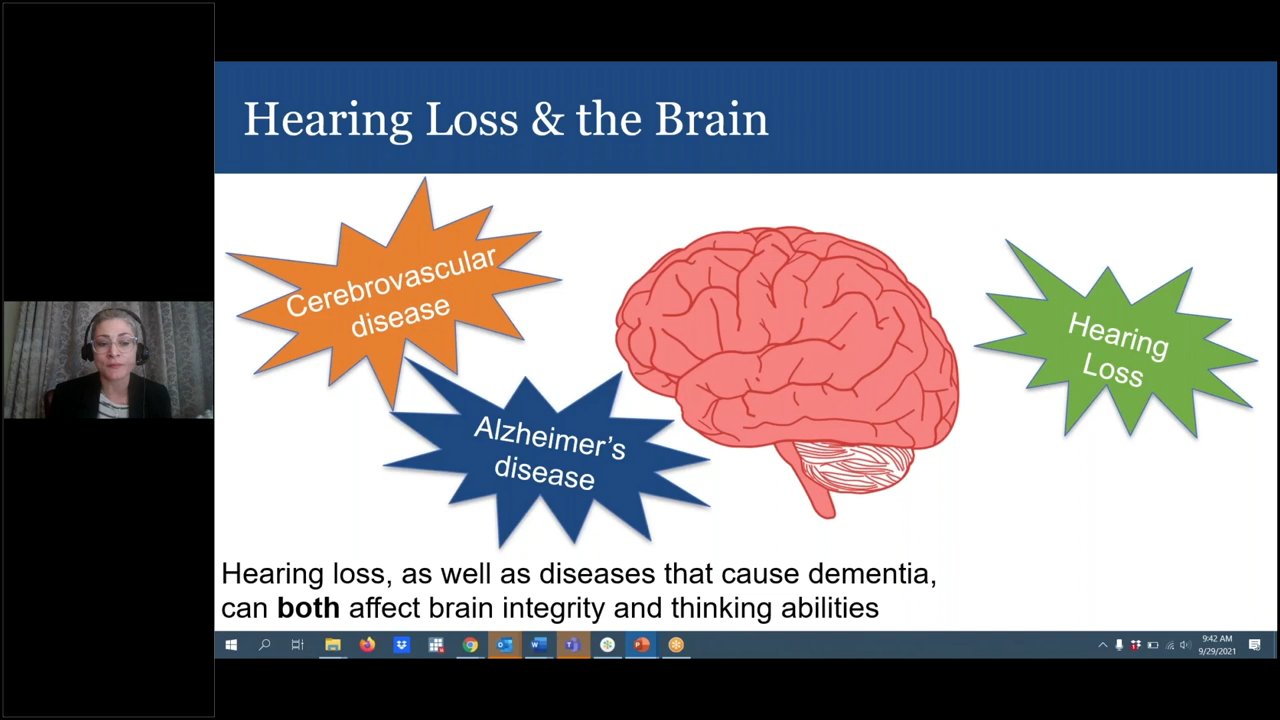 Hearing Loss & the Brain
Cerebrovascular
disease
Alzheimer's
disease
Hearing
Loss
Hearing loss, as well as diseases that cause dementia,
can both affect brain integrity and thinking abilities
9:42 AM
9/29/2021